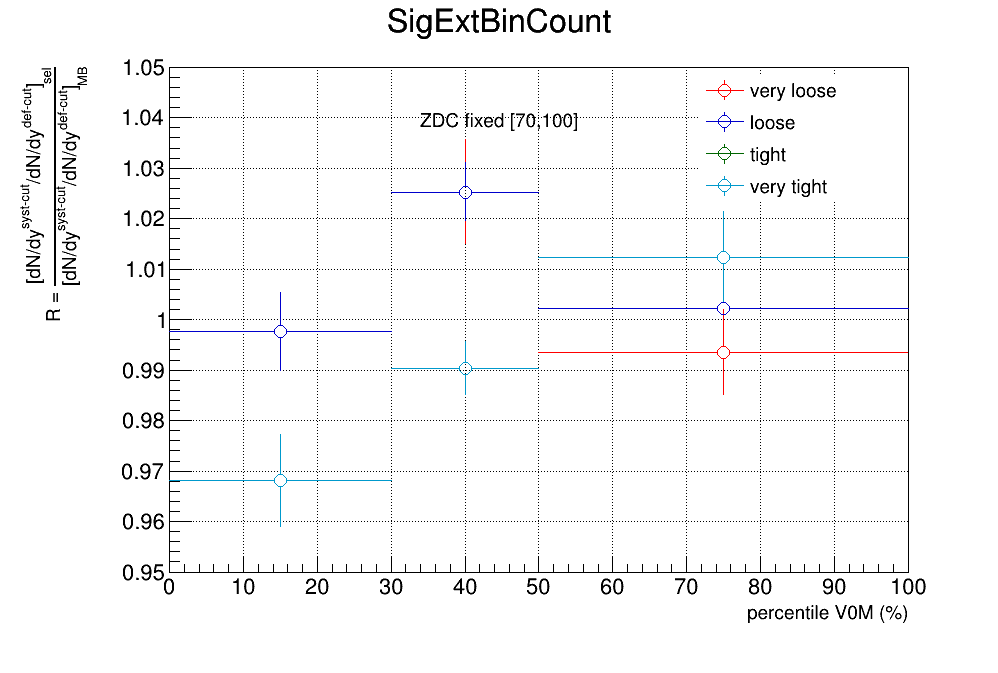 SigExtBinCount
R = [dN/dy^syst-cut/dN/dy^def-cut]_sel
[dN/dy^syst-cut/dN/dy^def-cut]_MB
1.05
1.04
1.03
1.02
1.01
1
0.99
0.98
0.97
0.96
0.95
ZDC fixed [70,100]
very loose
loose
tight
very tight
0 10 20 30 40 50 60 70 80 90 100
percentile V0M (%)